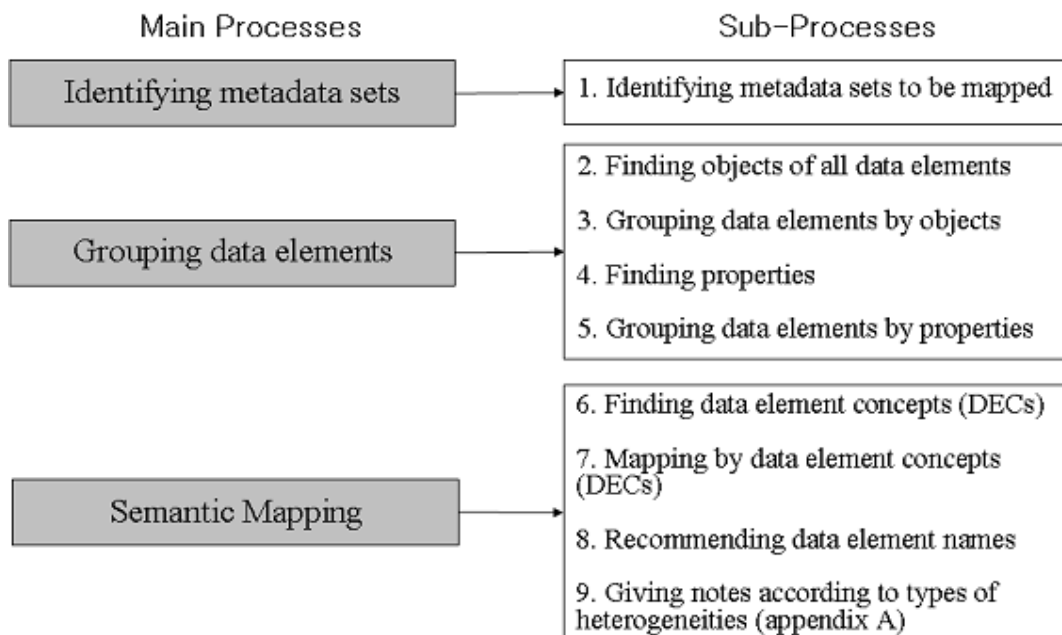 Main Processes
Sub-Processes
Identifying metadata sets
1. Identifying metadata sets to be mapped
Grouping data elements
2. Finding objects of all data elements
3. Grouping data elements by objects
4. Finding properties
5. Grouping data elements by properties
Semantic Mapping
6. Finding data element concepts (DECs)
7. Mapping by data element concepts
(DECs)
8. Recommending data element names
9. Giving notes according to types of
heterogeneities (appendix A)